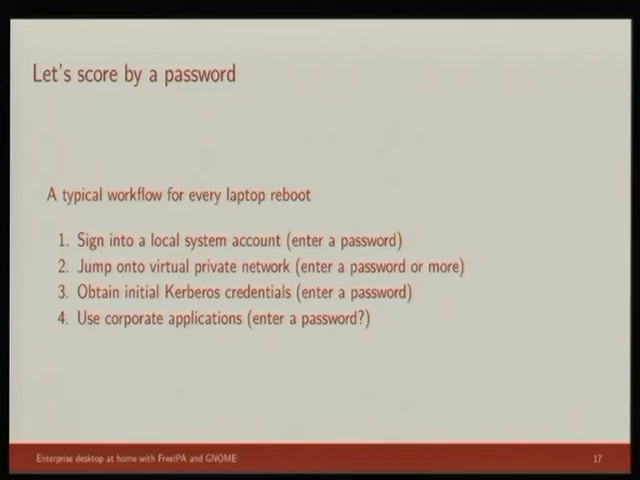 Let's score by a password
A typical workflow for every laptop reboot
1. Sign into a local system account (enter a password)
2. Jump onto virtual private network (enter a password or more)
3. Obtain initial Kerberos credentials (enter a password)
4. Use corporate applications (enter a password?)
Enterprise desktop at home with FreeIPA and GNOME
17